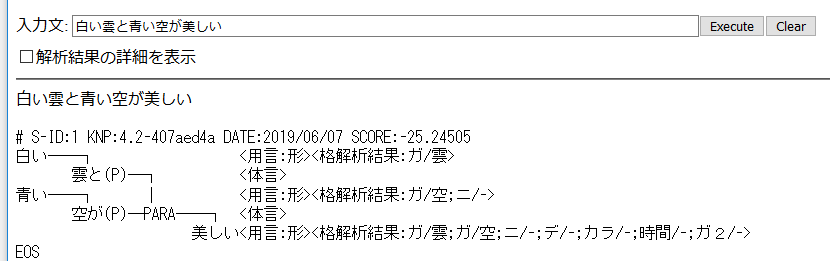 入力文: 白い雲と青い空が美しい Execute Clear
解析結果の詳細を表示
白い雲と青い空が美しい
# S-ID:1 KNP:4.2-407aed4a DATE:2019/06/07 SCORE:-25.24505
白い──┐ <用言:形><格解析結果:ガ/雲>
雲と(P)─┐ <体言>
青い──┐ │ <用言:形><格解析結果:ガ/空;ニ/->
空が(P)─PARA──┐ <体言>
美しい<用言:形><格解析結果:ガ/雲;ガ/空;ニ/-;デ/-;カラ/-;時間/-;ガ2/->
EOS